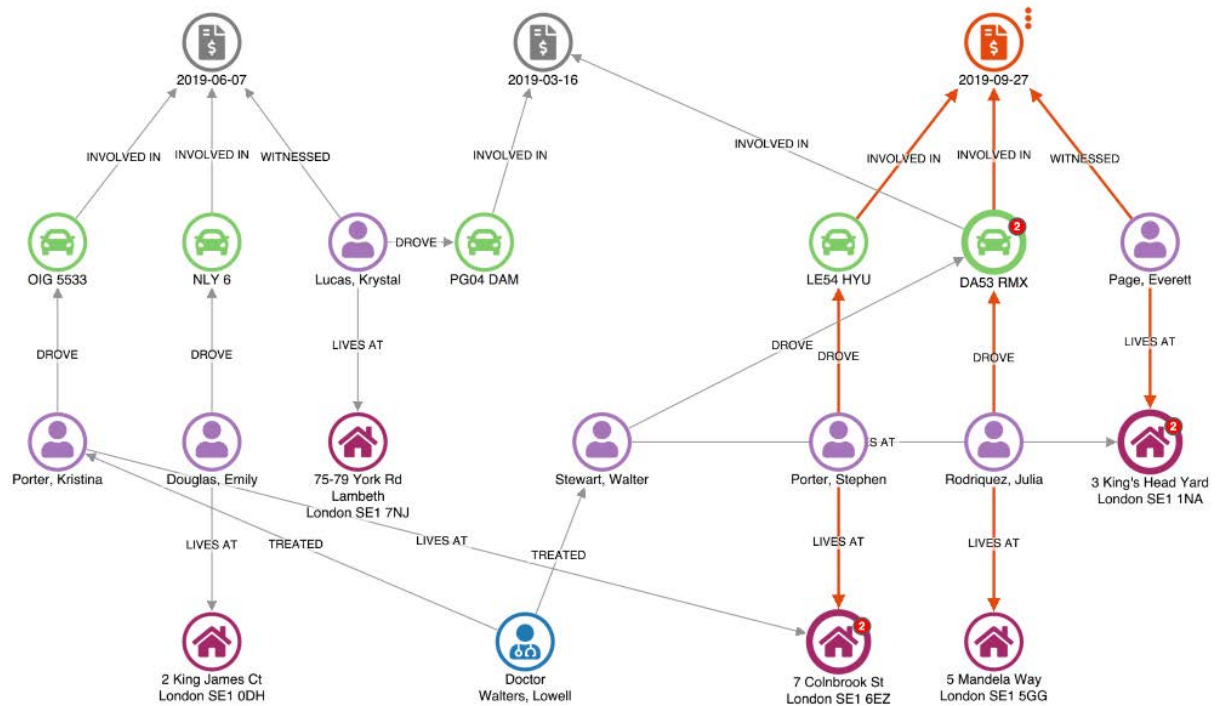 2019-06-07
2019-03-16
2019-09-27
INVOLVED IN
INVOLVED IN
WITNESSED
INVOLVED IN
INVOLVED IN
INVOLVED IN
INVOLVED IN
WITNESSED
2
OIG 5533
NLY 6
Lucas, Krystal
DROVE
PG04 DAM
LE54 HYU
DA53 RMX
Page, Everett
DROVE
DROVE
LIVES AT
DROVE
DROVE
DROVE
LIVES AT
2
S AT
Porter, Kristina
Douglas, Emily
75-79 York Rd
Lambeth
London SE1 7NJ
Stewart, Walter
Porter, Stephen
Rodriquez, Julia
3 King's Head Yard
London SE1 1NA
LIVES AT
TREATED
LIVES AT
TREATED
LIVES AT
LIVES AT
2
2 King James Ct
London SE1 0DH
Doctor
Walters, Lowell
7 Colnbrook St
London SE1 6EZ
5 Mandela Way
London SE1 5GG